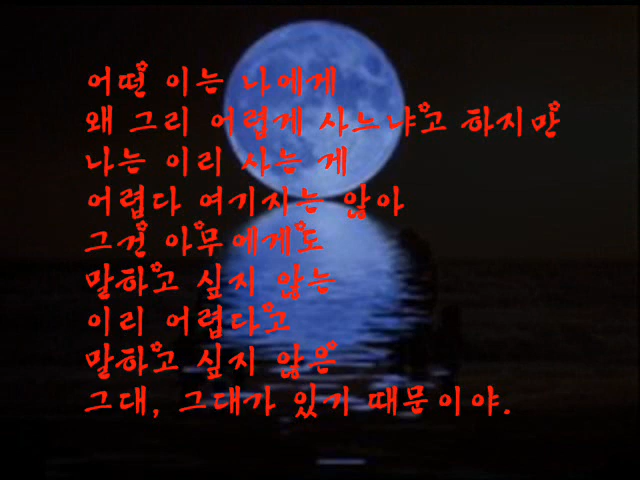 어떤 이는 나에게
왜 그리 어렵게 사느냐고 하지만
나는 이리 사는 게
어렵다 여기지는 않아
그건 아무에게도
말하고 싶지 않는
이리 어렵다고
말하고 싶지 않은
그대, 그대가 있기 때문이야.